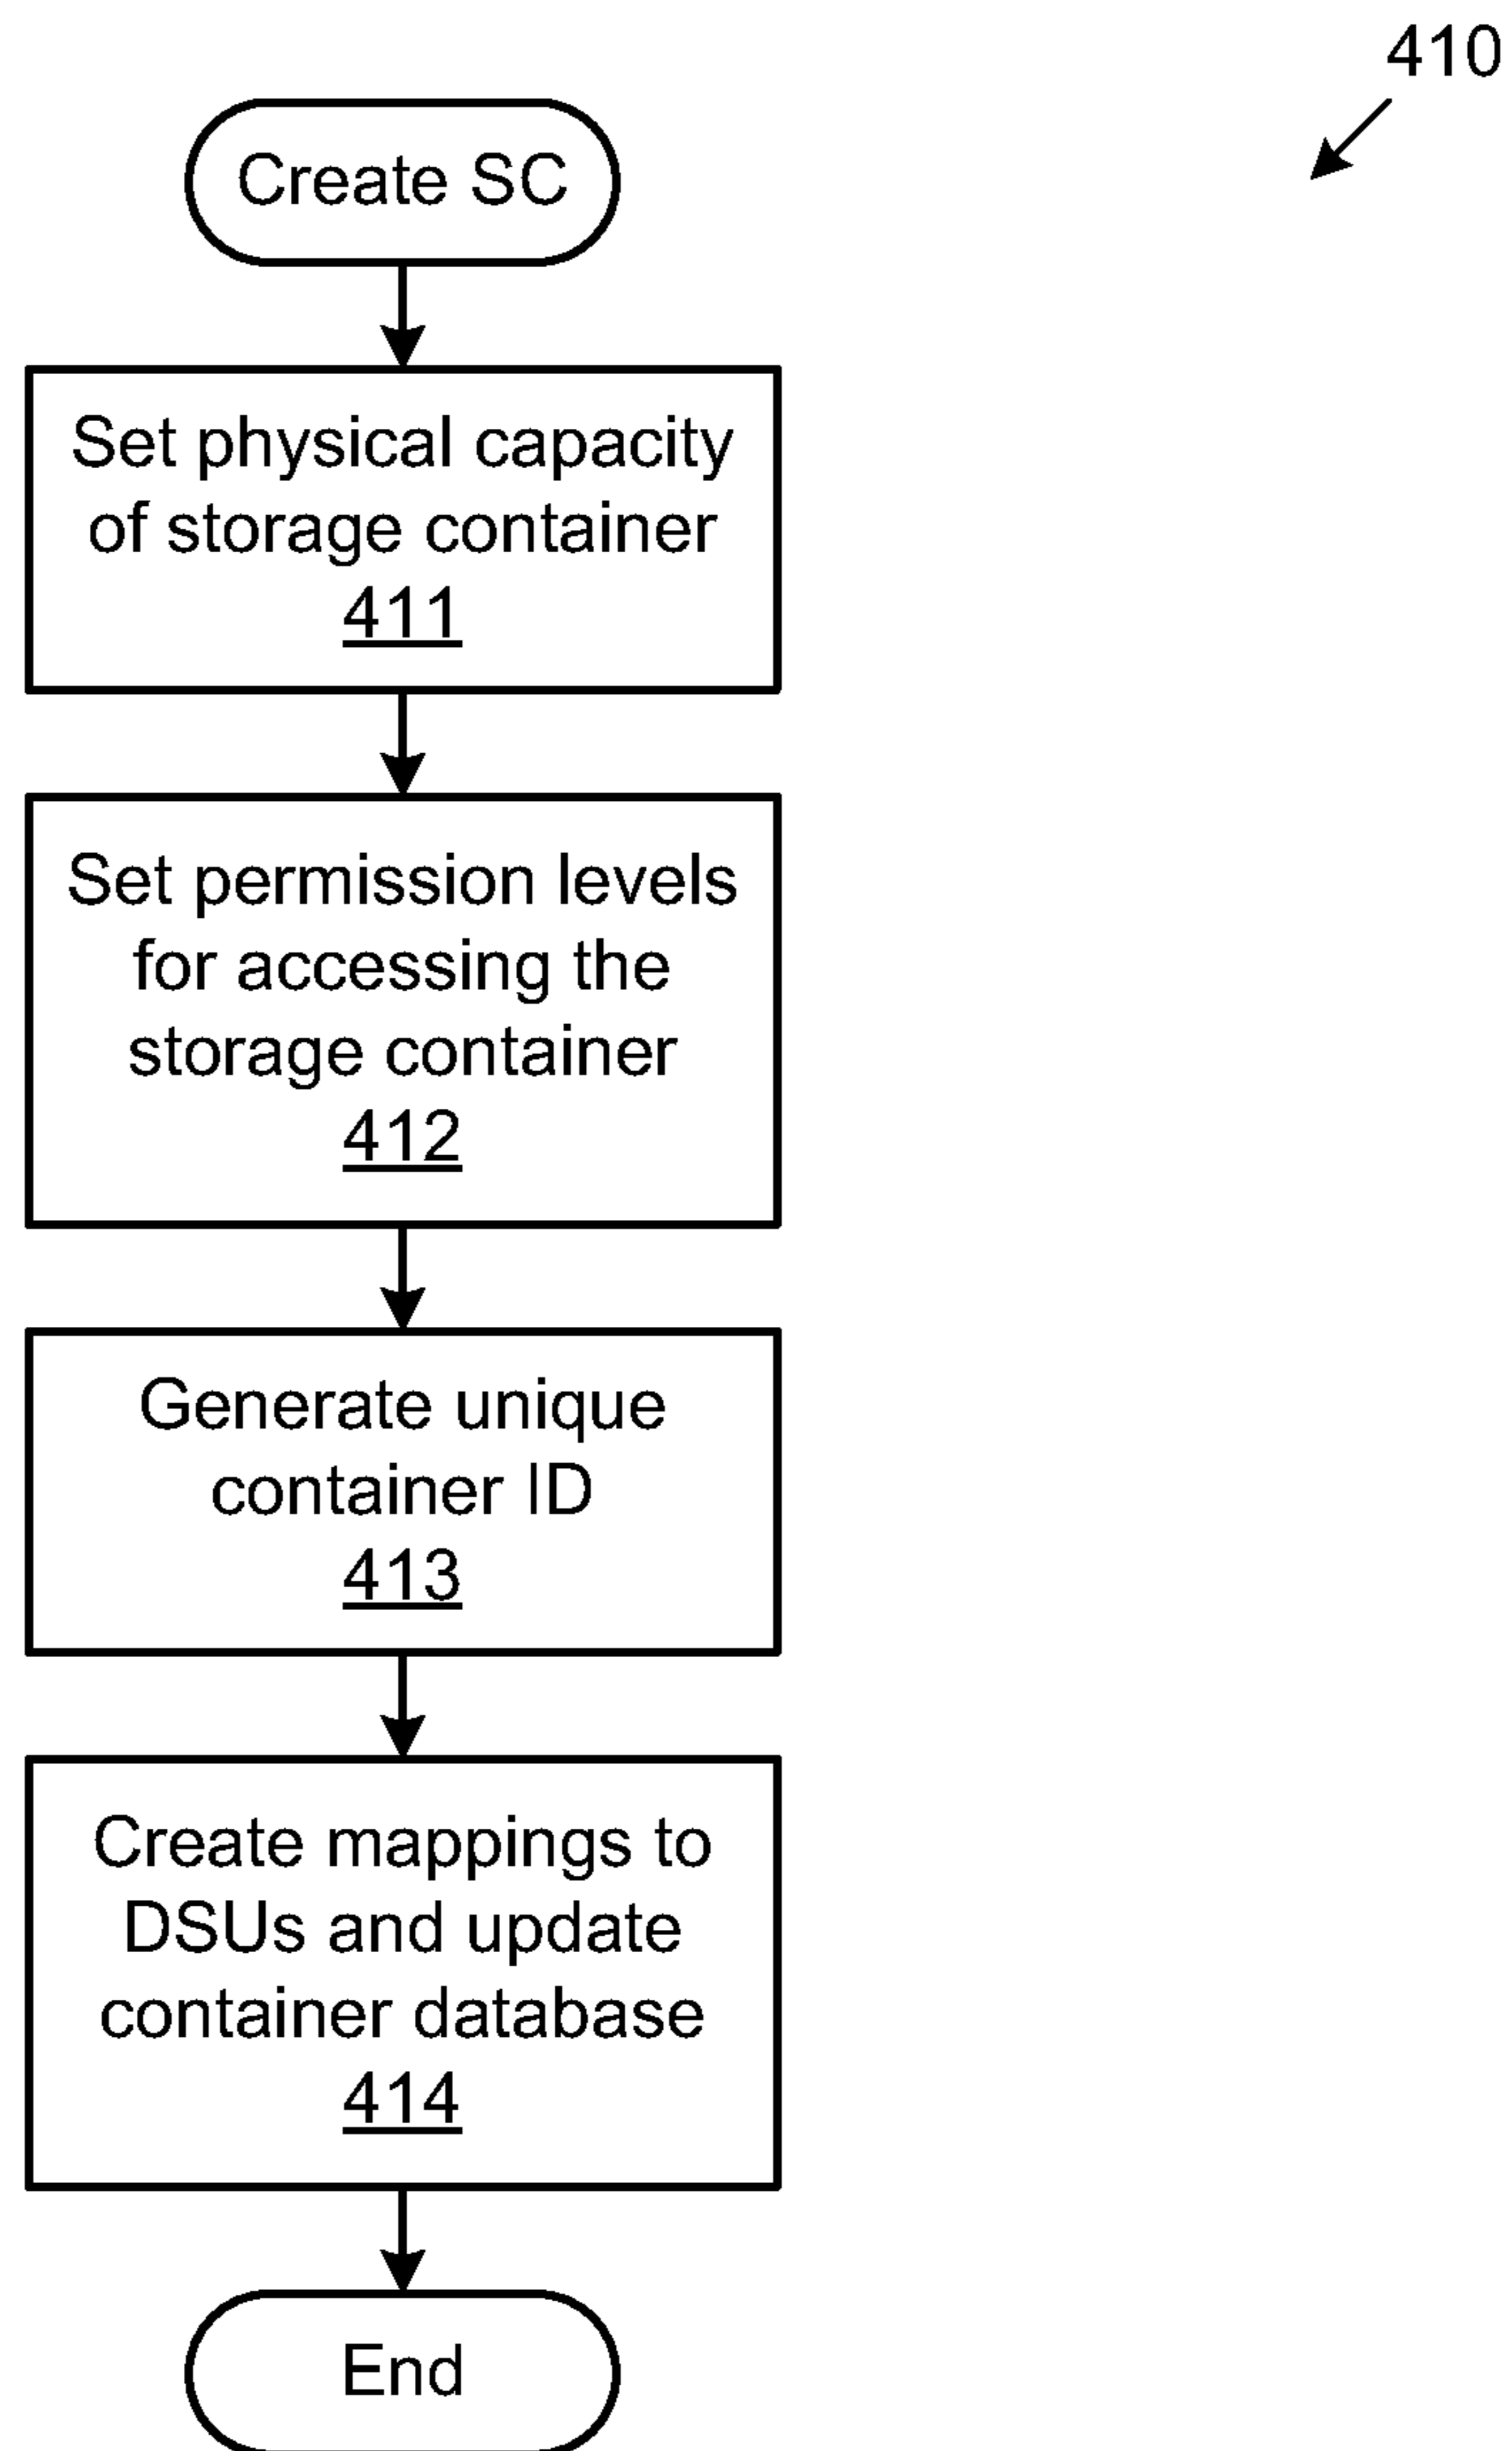 410
Create SC
Set physical capacity
of storage container
411
Set permission levels
for accessing the
storage container
412
Generate unique
container ID
413
Create mappings to
DSUs and update
container database
414
End